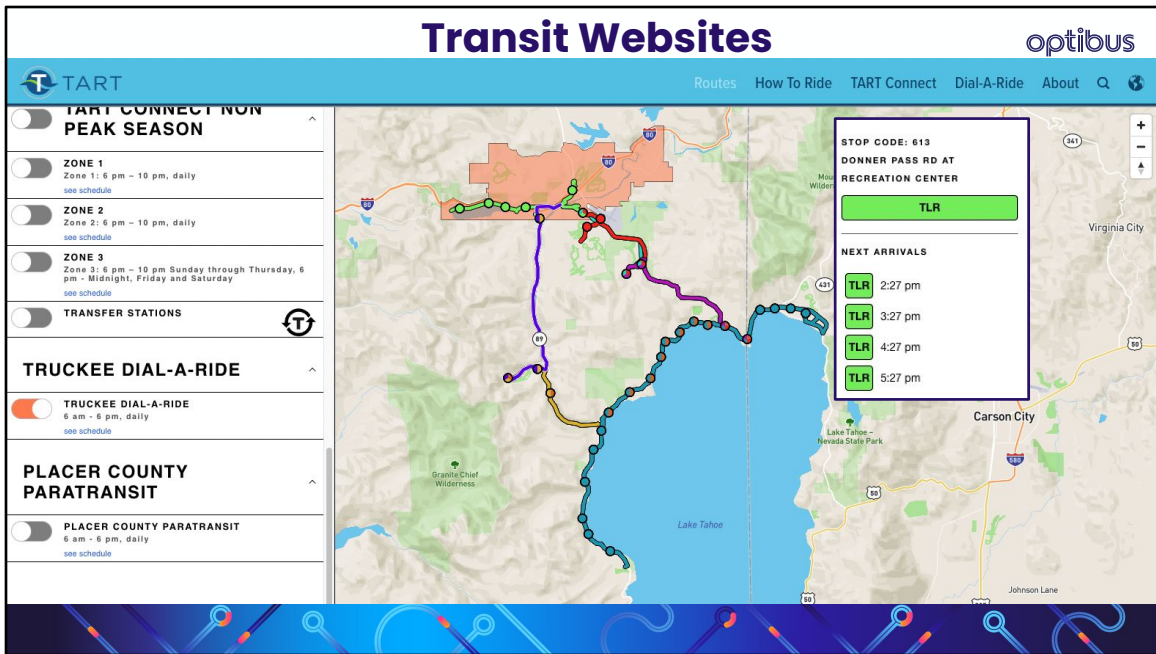 Transit Websites
optibus
TART
Routes
How To Ride
TART Connect
Dial-A-Ride
About
TART CONNECT NON
PEAK SEASON
ZONE 1
Zone 1: 6 pm – 10 pm, daily
see schedule
ZONE 2
Zone 2: 6 pm – 10 pm, daily
see schedule
ZONE 3
Zone 3: 6 pm – 10 pm Sunday through Thursday, 6
pm - Midnight, Friday and Saturday
see schedule
TRANSFER STATIONS
T
TRUCKEE DIAL-A-RIDE
TRUCKEE DIAL-A-RIDE
6 am - 6 pm, daily
see schedule
PLACER COUNTY
PARATRANSIT
PLACER COUNTY PARATRANSIT
6 am - 6 pm, daily
see schedule
80
80
80
89
Granite Chief
Wilderness
Lake Tahoe
Lake Tahoe –
Nevada State Park
431
341
Virginia City
50
Carson City
580
50
50
Johnson Lane
STOP CODE: 613
DONNER PASS RD AT
RECREATION CENTER
TLR
NEXT ARRIVALS
TLR 2:27 pm
TLR 3:27 pm
TLR 4:27 pm
TLR 5:27 pm
+
−